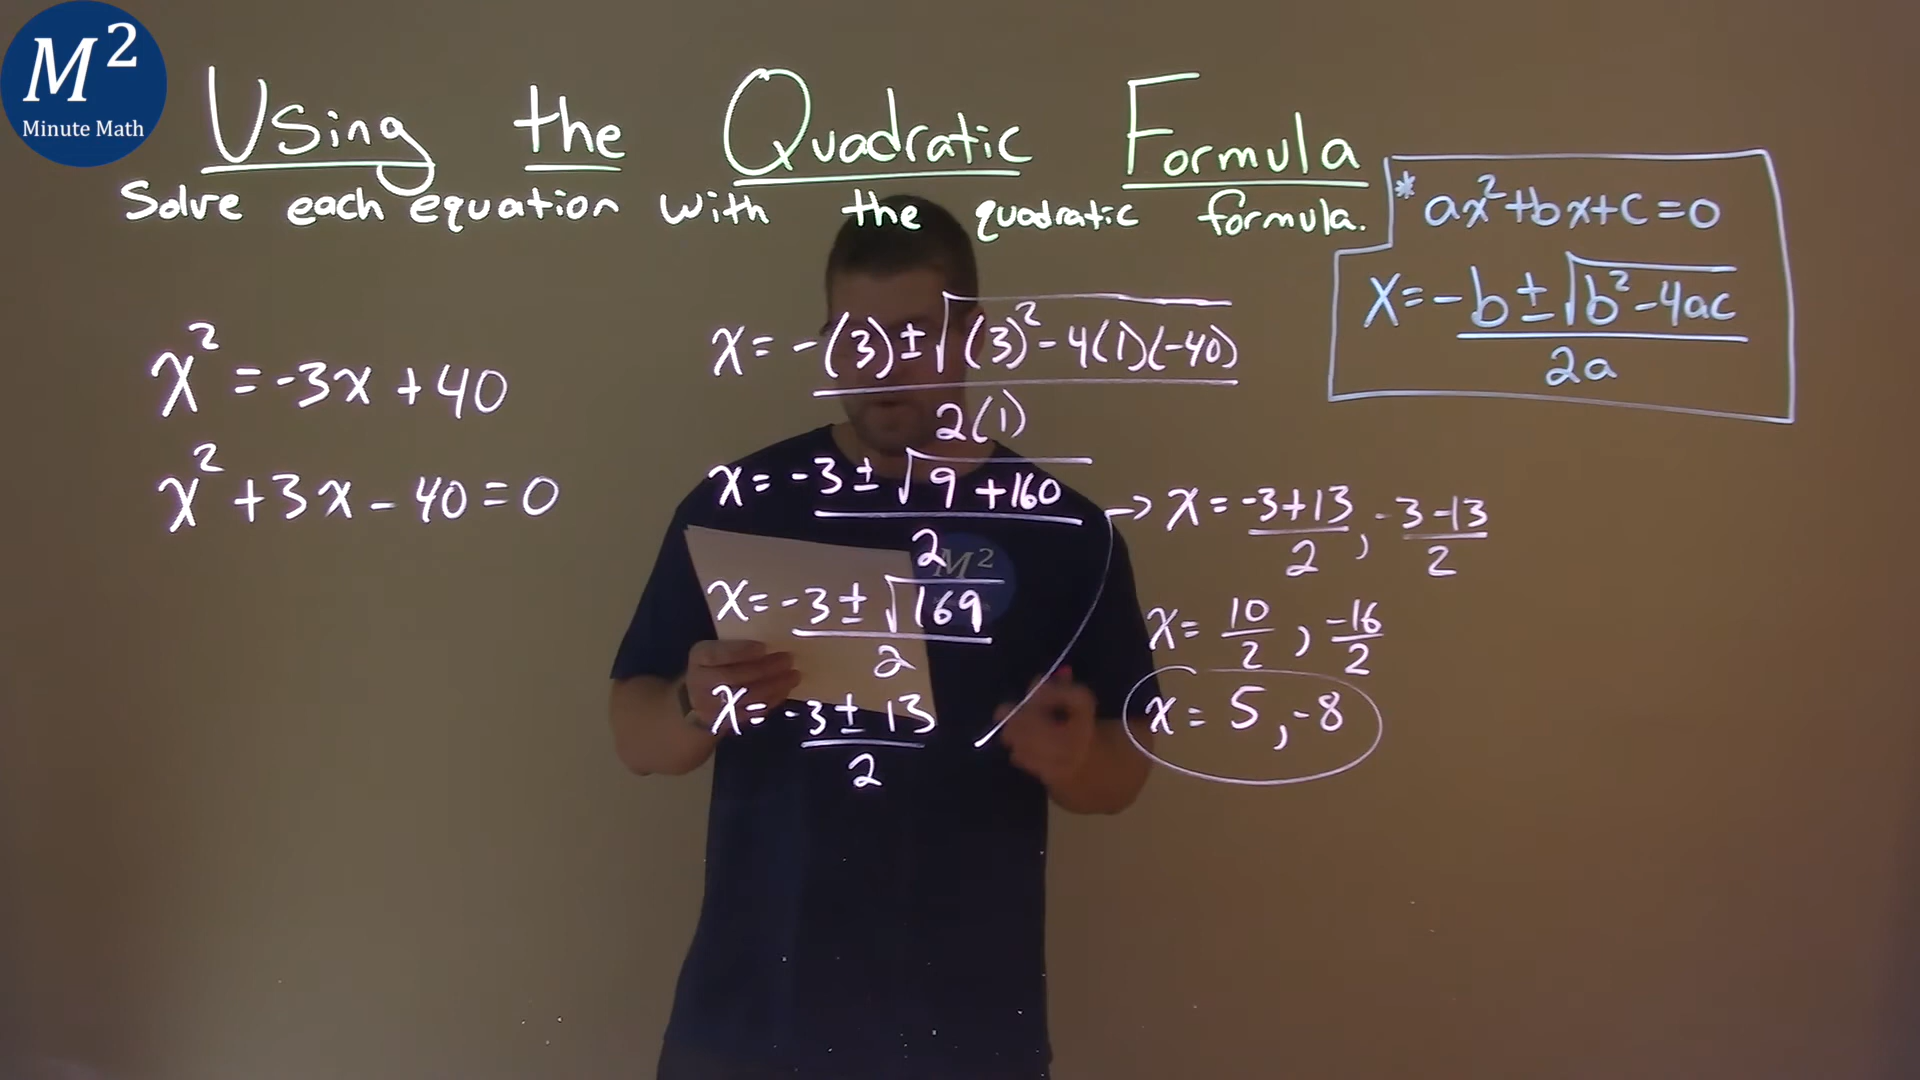 M²
Minute Math
Using the Quadratic Formula
Solve each equation with the quadratic formula.
* ax²+bx+c=0
x = -b ± √(b²-4ac) / 2a
x² = -3x + 40
x² + 3x - 40 = 0
x = -(3) ± √((3)² - 4(1)(-40)) / 2(1)
x = -3 ± √(9 + 160) / 2
x = -3 ± √169 / 2
x = -3 ± 13 / 2
→ x = -3+13 / 2 , -3-13 / 2
x = 10/2 , -16/2
x = 5, -8
M²